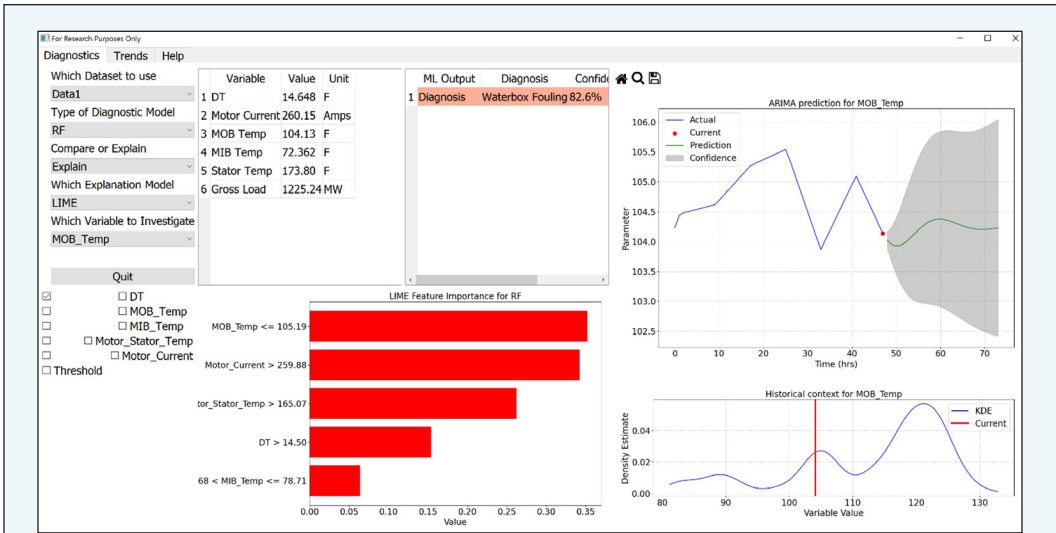 For Research Purposes Only
Diagnostics Trends Help
Which Dataset to use
Data1
Type of Diagnostic Model
RF
Compare or Explain
Explain
Which Explanation Model
LIME
Which Variable to Investigate
MOB_Temp
Quit
DT
MOB_Temp
MIB_Temp
Motor_Stator_Temp
Motor_Current
Threshold
Variable Value Unit
1 DT 14.648 F
2 Motor Current 260.15 Amps
3 MOB Temp 104.13 F
4 MIB Temp 72.362 F
5 Stator Temp 173.80 F
6 Gross Load 1225.24 MW
ML Output Diagnosis Confide
1 Diagnosis Waterbox Fouling 82.6%
LIME Feature Importance for RF
MOB_Temp <= 105.19
Motor_Current > 259.88
tor_Stator_Temp > 165.07
DT > 14.50
68 < MIB_Temp <= 78.71
0.00 0.05 0.10 0.15 0.20 0.25 0.30 0.35
Value
ARIMA prediction for MOB_Temp
Actual
Current
Prediction
Confidence
Parameter
106.0
105.5
105.0
104.5
104.0
103.5
103.0
102.5
0 10 20 30 40 50 60 70
Time (hrs)
Historical context for MOB_Temp
KDE
Current
Density Estimate
0.04
0.02
0.00
80 90 100 110 120 130
Variable Value